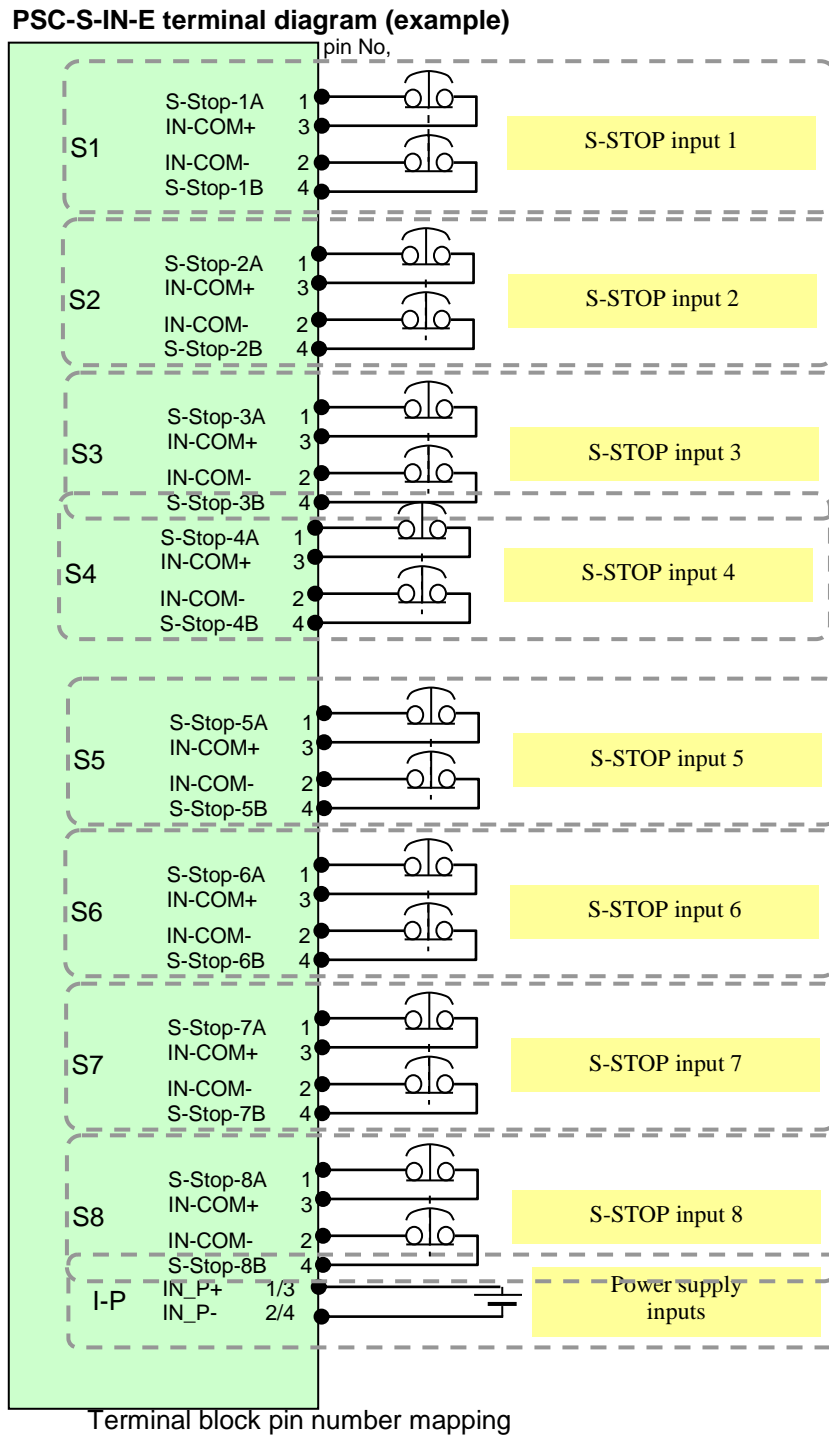 PSC-S-IN-E terminal diagram (example)
pin No,
S1
S-Stop-1A 1
IN-COM+ 3
IN-COM- 2
S-Stop-1B 4
S-STOP input 1
S2
S-Stop-2A 1
IN-COM+ 3
IN-COM- 2
S-Stop-2B 4
S-STOP input 2
S3
S-Stop-3A 1
IN-COM+ 3
IN-COM- 2
S-Stop-3B 4
S-STOP input 3
S4
S-Stop-4A 1
IN-COM+ 3
IN-COM- 2
S-Stop-4B 4
S-STOP input 4
S5
S-Stop-5A 1
IN-COM+ 3
IN-COM- 2
S-Stop-5B 4
S-STOP input 5
S6
S-Stop-6A 1
IN-COM+ 3
IN-COM- 2
S-Stop-6B 4
S-STOP input 6
S7
S-Stop-7A 1
IN-COM+ 3
IN-COM- 2
S-Stop-7B 4
S-STOP input 7
S8
S-Stop-8A 1
IN-COM+ 3
IN-COM- 2
S-Stop-8B 4
S-STOP input 8
I-P
IN_P+ 1/3
IN_P- 2/4
Power supply
inputs
Terminal block pin number mapping